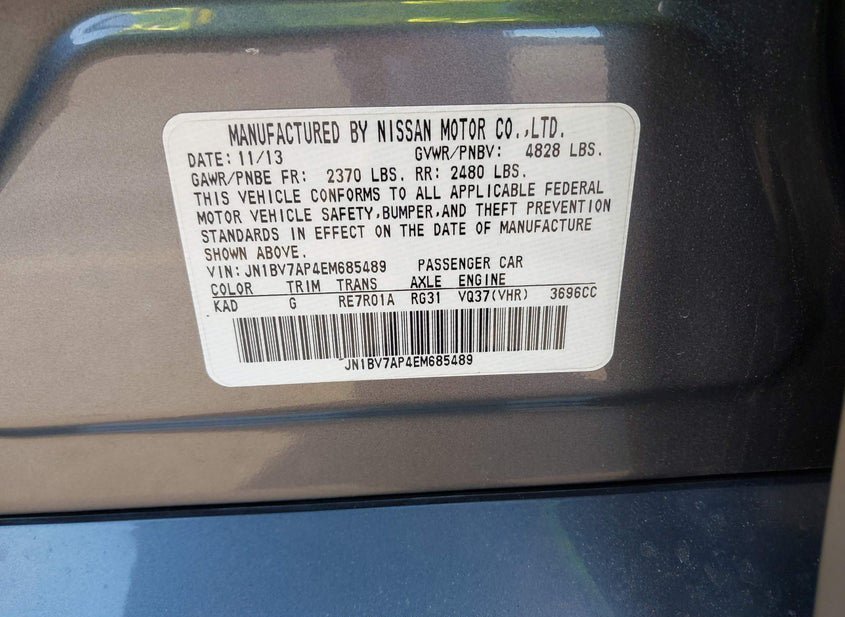 MANUFACTURED BY NISSAN MOTOR CO.,LTD.
DATE: 11/13 GVWR/PNBV: 4828 LBS.
GAWR/PNBE FR: 2370 LBS. RR: 2480 LBS.
THIS VEHICLE CONFORMS TO ALL APPLICABLE FEDERAL
MOTOR VEHICLE SAFETY,BUMPER,AND THEFT PREVENTION
STANDARDS IN EFFECT ON THE DATE OF MANUFACTURE
SHOWN ABOVE.
VIN: JN1BV7AP4EM685489 PASSENGER CAR
COLOR TRIM TRANS AXLE ENGINE
KAD G RE7R01A RG31 VQ37(VHR) 3696CC
JN1BV7AP4EM685489